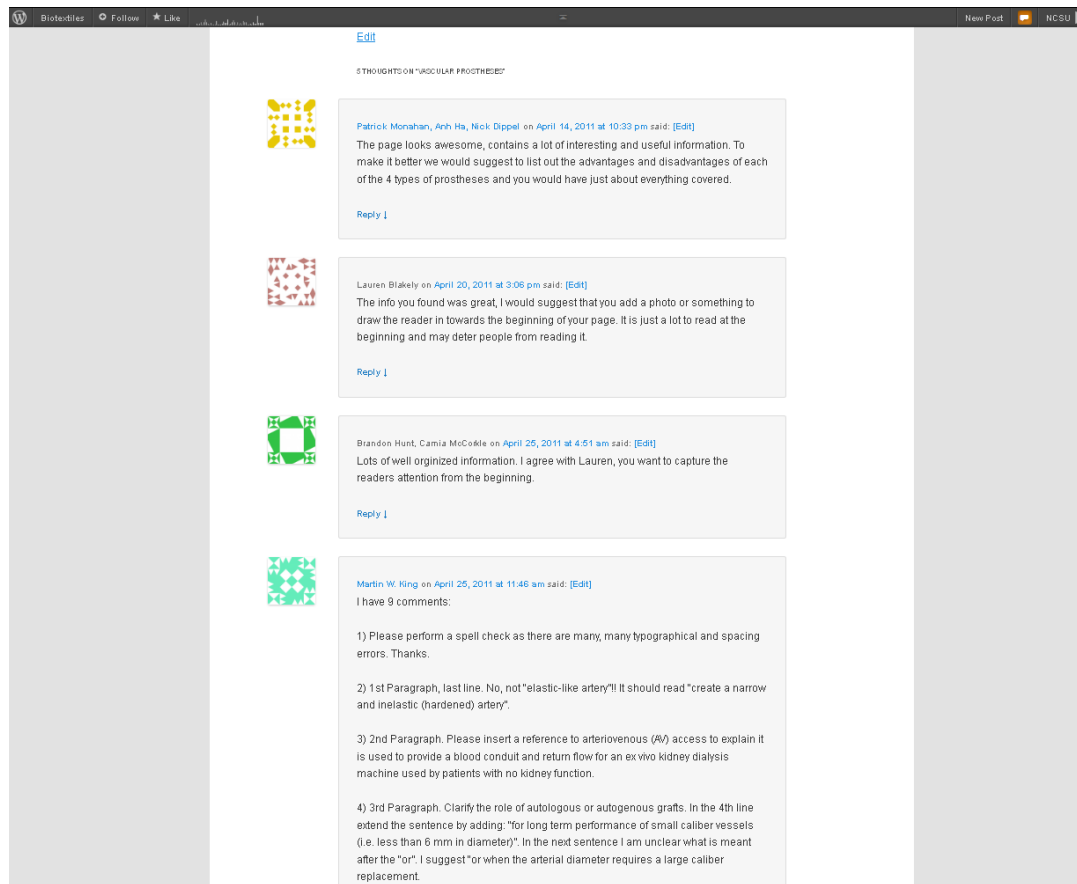 Biotextiles Follow Like New Post NCSU
Edit
5 THOUGHTS ON "VASCULAR PROSTHESES"
Patrick Monahan, Anh Ha, Nick Dippel on April 14, 2011 at 10:33 pm said: [Edit]
The page looks awesome, contains a lot of interesting and useful information. To
make it better we would suggest to list out the advantages and disadvantages of each
of the 4 types of prostheses and you would have just about everything covered.
Reply ↓
Lauren Blakely on April 20, 2011 at 3:06 pm said: [Edit]
The info you found was great, I would suggest that you add a photo or something to
draw the reader in towards the beginning of your page. It is just a lot to read at the
beginning and may deter people from reading it.
Reply ↓
Brandon Hunt, Camia McCorkle on April 25, 2011 at 4:51 am said: [Edit]
Lots of well orginized information. I agree with Lauren, you want to capture the
readers attention from the beginning.
Reply ↓
Martin W. King on April 25, 2011 at 11:46 am said: [Edit]
I have 9 comments:
1) Please perform a spell check as there are many, many typographical and spacing
errors. Thanks.
2) 1st Paragraph, last line. No, not "elastic-like artery"!! It should read "create a narrow
and inelastic (hardened) artery".
3) 2nd Paragraph. Please insert a reference to arteriovenous (AV) access to explain it
is used to provide a blood conduit and return flow for an ex vivo kidney dialysis
machine used by patients with no kidney function.
4) 3rd Paragraph. Clarify the role of autologous or autogenous grafts. In the 4th line
extend the sentence by adding: "for long term performance of small caliber vessels
(i.e. less than 6 mm in diameter)". In the next sentence I am unclear what is meant
after the "or". I suggest "or when the arterial diameter requires a large caliber
replacement.